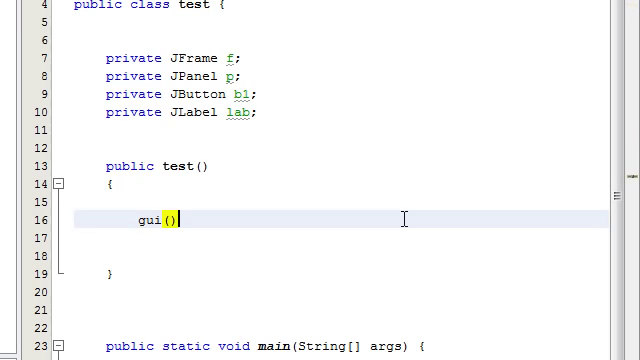 4 public class test {
5
6
7 private JFrame f;
8 private JPanel p;
9 private JButton b1;
10 private JLabel lab;
11
12
13 public test()
14 {
15
16 gui()
17
18
19 }
20
21
22
23 public static void main(String[] args) {